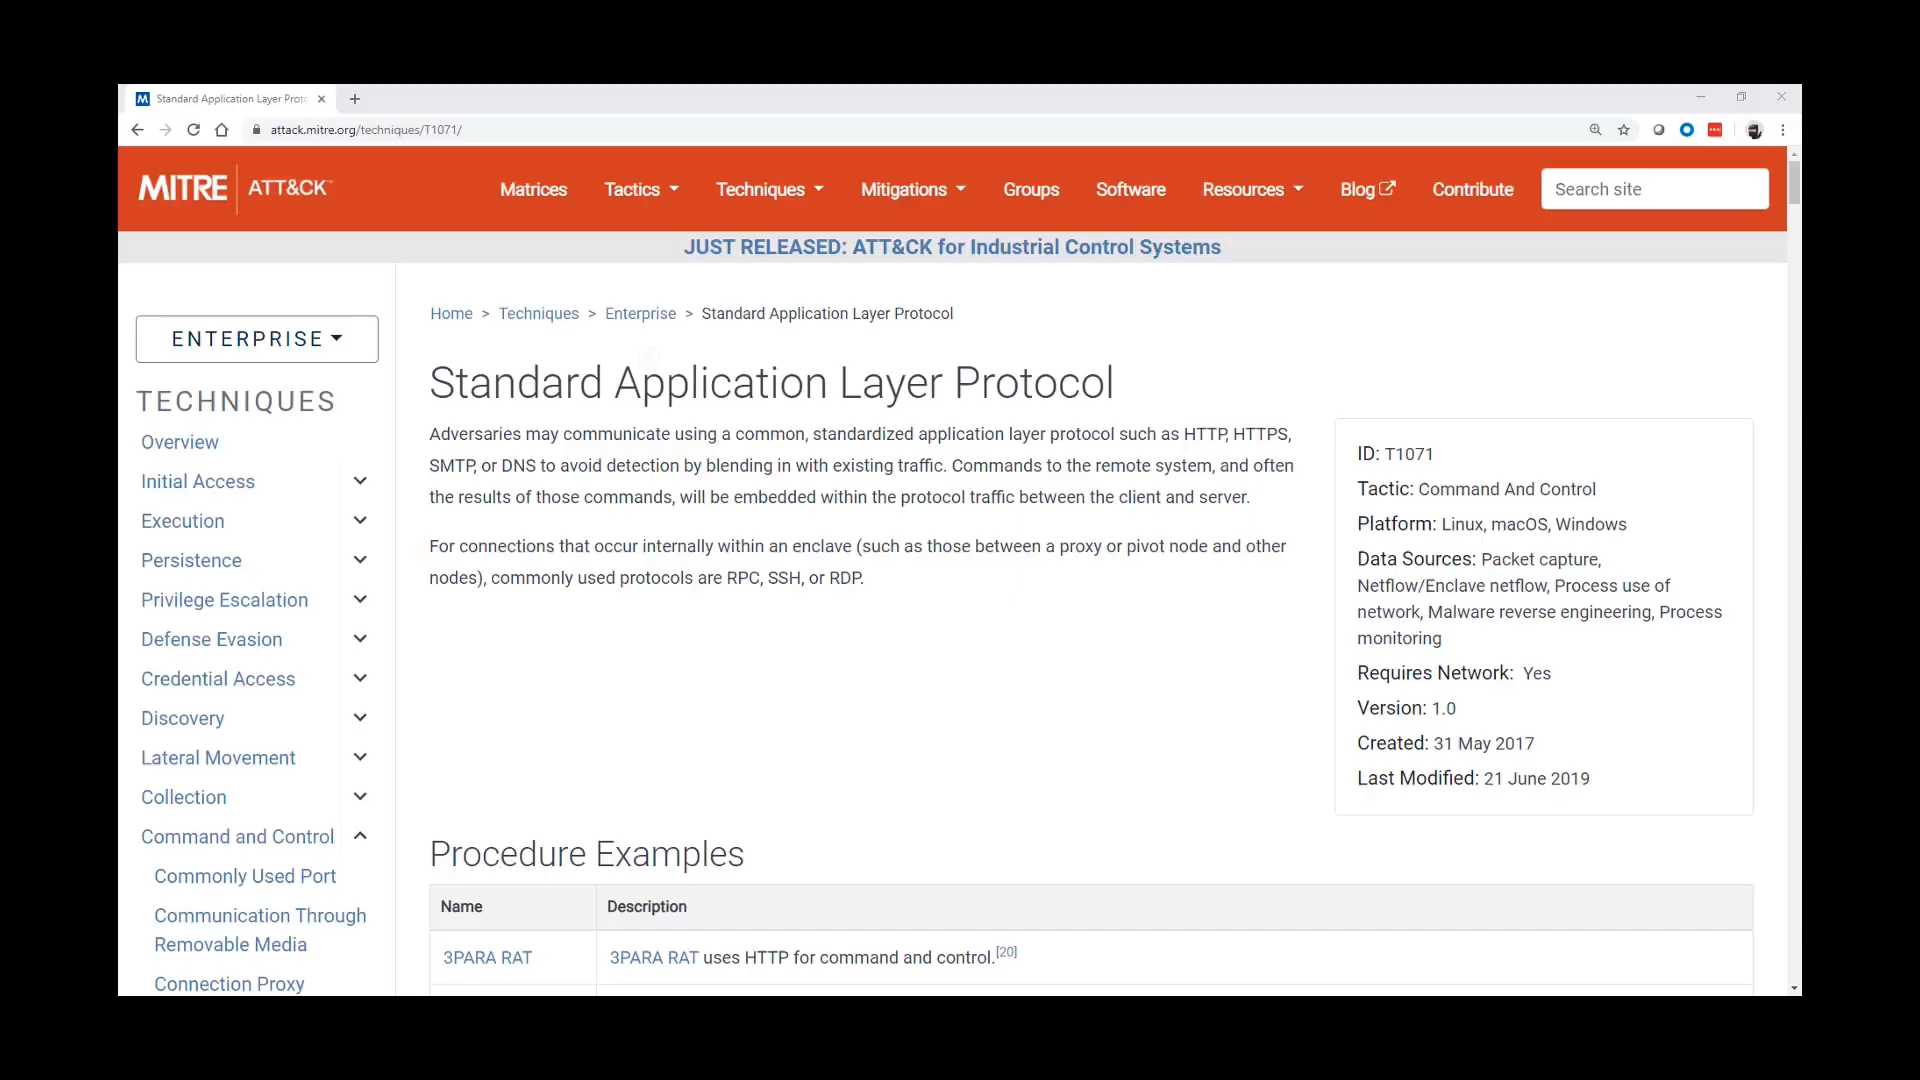 Standard Application Layer Proto
attack.mitre.org/techniques/T1071/
MITRE ATT&CK™
Matrices Tactics Techniques Mitigations Groups Software Resources Blog Contribute Search site
JUST RELEASED: ATT&CK for Industrial Control Systems
ENTERPRISE
TECHNIQUES
Overview
Initial Access
Execution
Persistence
Privilege Escalation
Defense Evasion
Credential Access
Discovery
Lateral Movement
Collection
Command and Control
Commonly Used Port
Communication Through
Removable Media
Connection Proxy
Home > Techniques > Enterprise > Standard Application Layer Protocol
Standard Application Layer Protocol
Adversaries may communicate using a common, standardized application layer protocol such as HTTP, HTTPS,
SMTP, or DNS to avoid detection by blending in with existing traffic. Commands to the remote system, and often
the results of those commands, will be embedded within the protocol traffic between the client and server.
For connections that occur internally within an enclave (such as those between a proxy or pivot node and other
nodes), commonly used protocols are RPC, SSH, or RDP.
ID: T1071
Tactic: Command And Control
Platform: Linux, macOS, Windows
Data Sources: Packet capture,
Netflow/Enclave netflow, Process use of
network, Malware reverse engineering, Process
monitoring
Requires Network: Yes
Version: 1.0
Created: 31 May 2017
Last Modified: 21 June 2019
Procedure Examples
Name Description
3PARA RAT 3PARA RAT uses HTTP for command and control.[20]